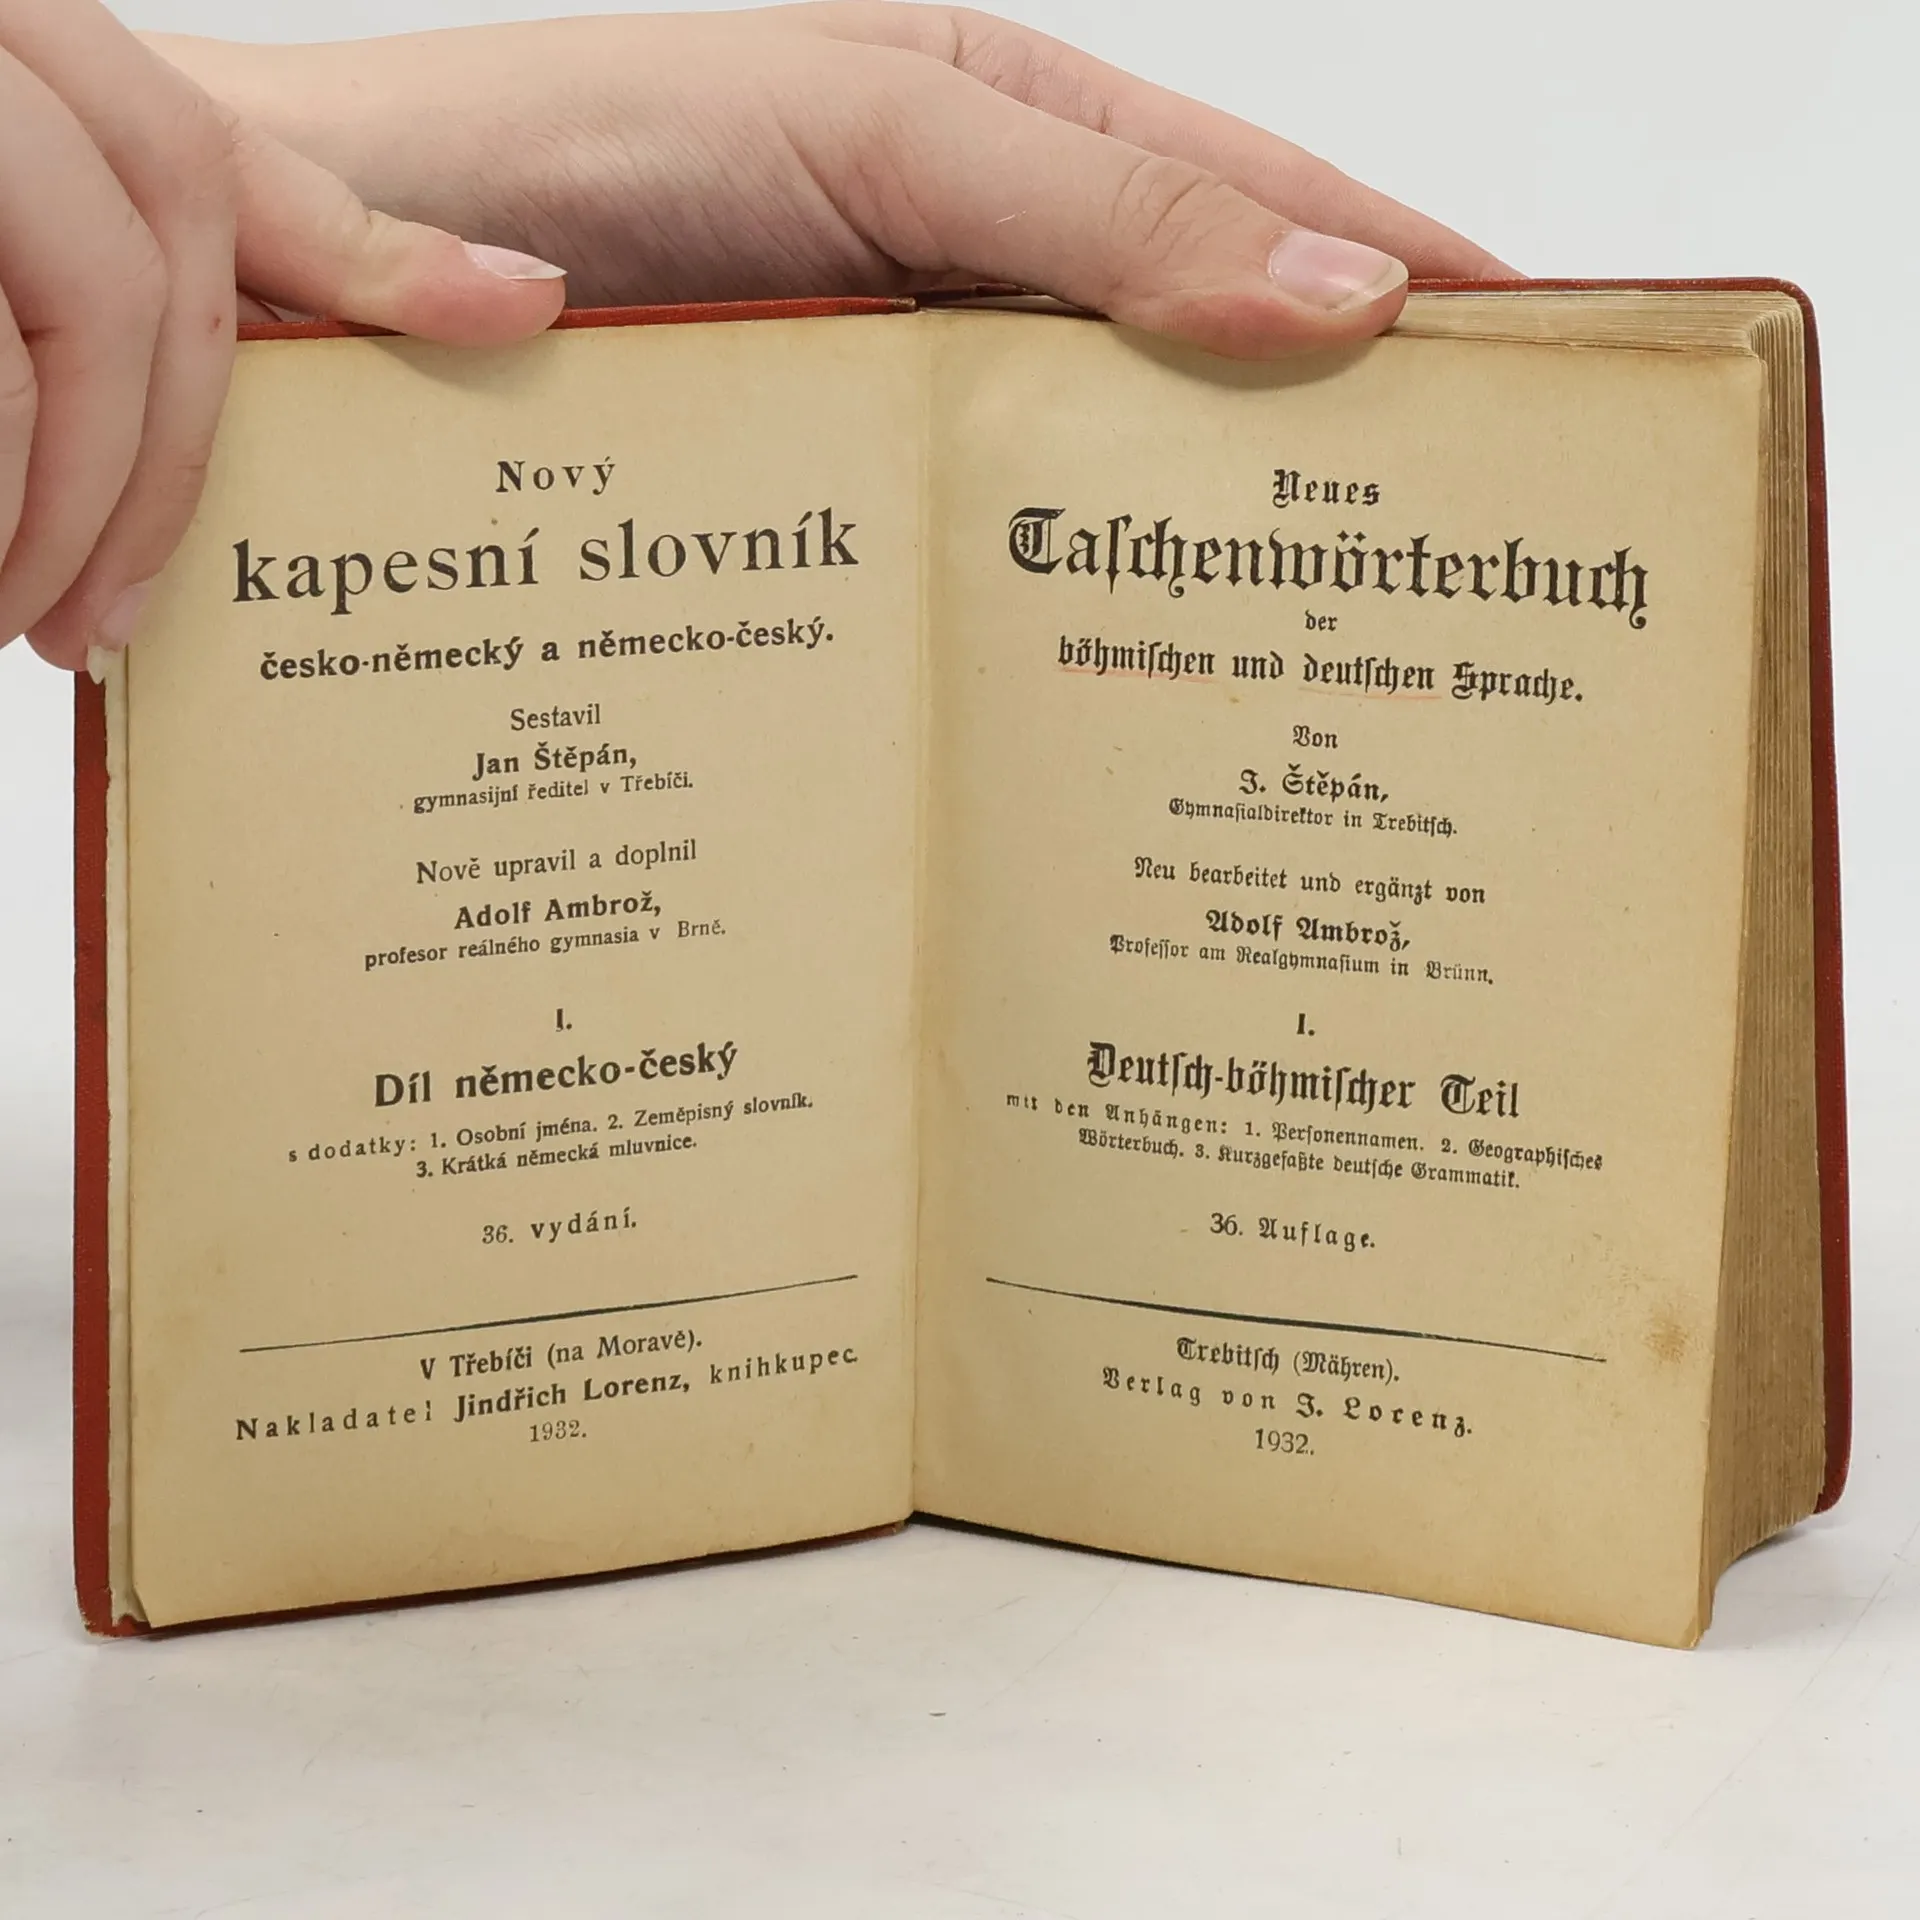 Nový
kapesní slovník
česko-německý a německo-český.
Sestavil
Jan Štěpán,
gymnasijní ředitel v Třebíči.
Nově upravil a doplnil
Adolf Ambrož,
profesor reálného gymnasia v Brně.
I.
Díl německo-český
s dodatky: 1. Osobní jména. 2. Zeměpisný slovník.
3. Krátká německá mluvnice.
36. vydání.
V Třebíči (na Moravě).
Nakladatel Jindřich Lorenz, knihkupec
1932.
Neues
Taſchenwörterbuch
der
böhmiſchen und deutſchen Sprache.
Von
J. Štěpán,
Gymnaſialdirektor in Trebitſch.
Neu bearbeitet und ergänzt von
Adolf Ambrož,
Profeſſor am Realgymnaſium in Brünn.
I.
Deutſch-böhmiſcher Teil
mit den Anhängen: 1. Perſonennamen. 2. Geographiſches
Wörterbuch. 3. Kurzgefaßte deutſche Grammatik.
36. Auflage.
Trebitſch (Mähren).
Verlag von J. Lorenz.
1932.